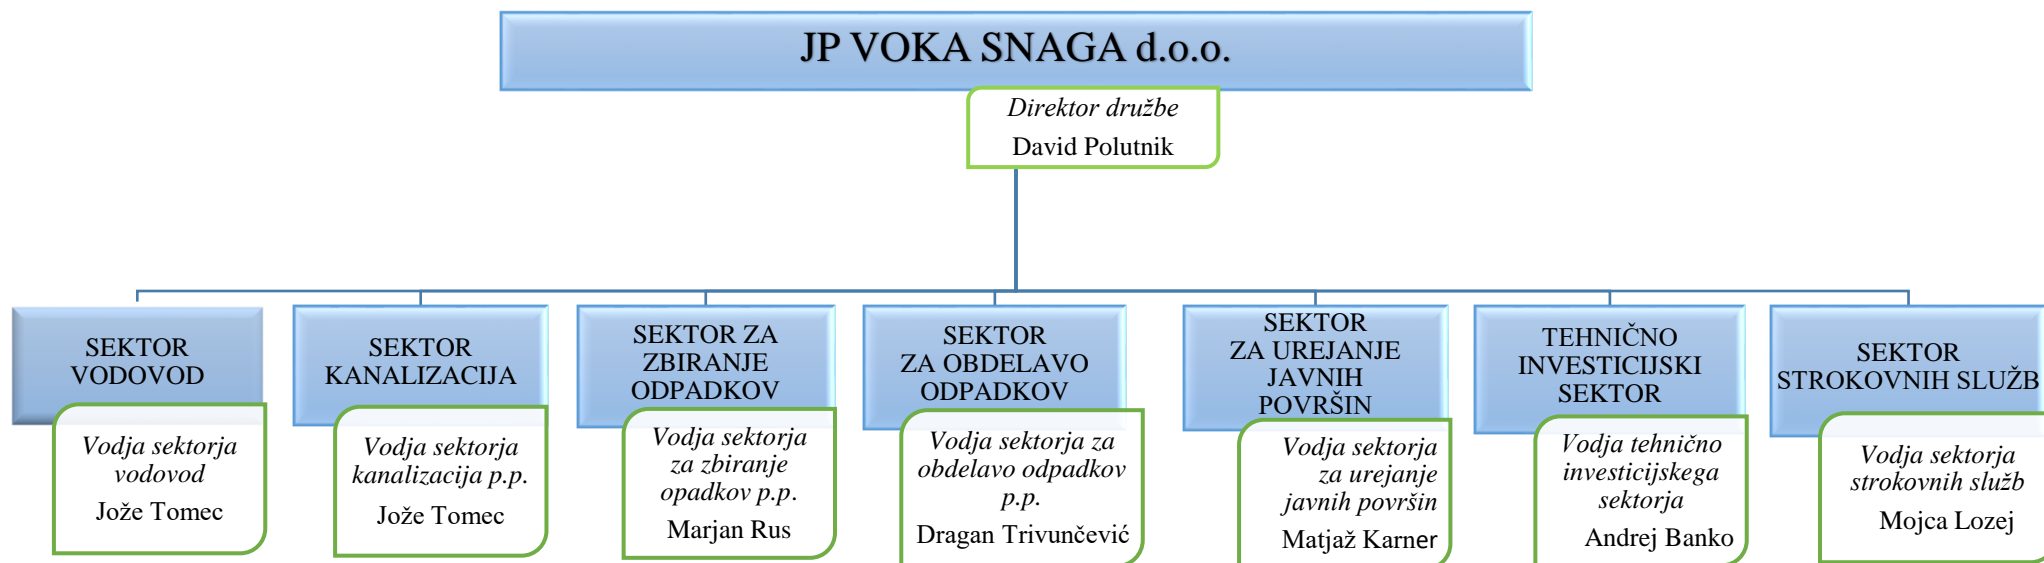 JP VOKA SNAGA d.o.o.
Direktor družbe
David Polutnik
SEKTOR
VODOVOD
Vodja sektorja
vodovod
Jože Tomec
SEKTOR
KANALIZACIJA
Vodja sektorja
kanalizacija p.p.
Jože Tomec
SEKTOR ZA
ZBIRANJE
ODPADKOV
Vodja sektorja
za zbiranje
opadkov p.p.
Marjan Rus
SEKTOR
ZA OBDELAVO
ODPADKOV
Vodja sektorja za
obdelavo odpadkov
p.p.
Dragan Trivunčević
SEKTOR
ZA UREJANJE
JAVNIH
POVRŠIN
Vodja sektorja
za urejanje
javnih površin
Matjaž Karner
TEHNIČNO
INVESTICIJSKI
SEKTOR
Vodja tehnično
investicijskega
sektorja
Andrej Banko
SEKTOR
STROKOVNIH SLUŽB
Vodja sektorja
strokovnih služb
Mojca Lozej